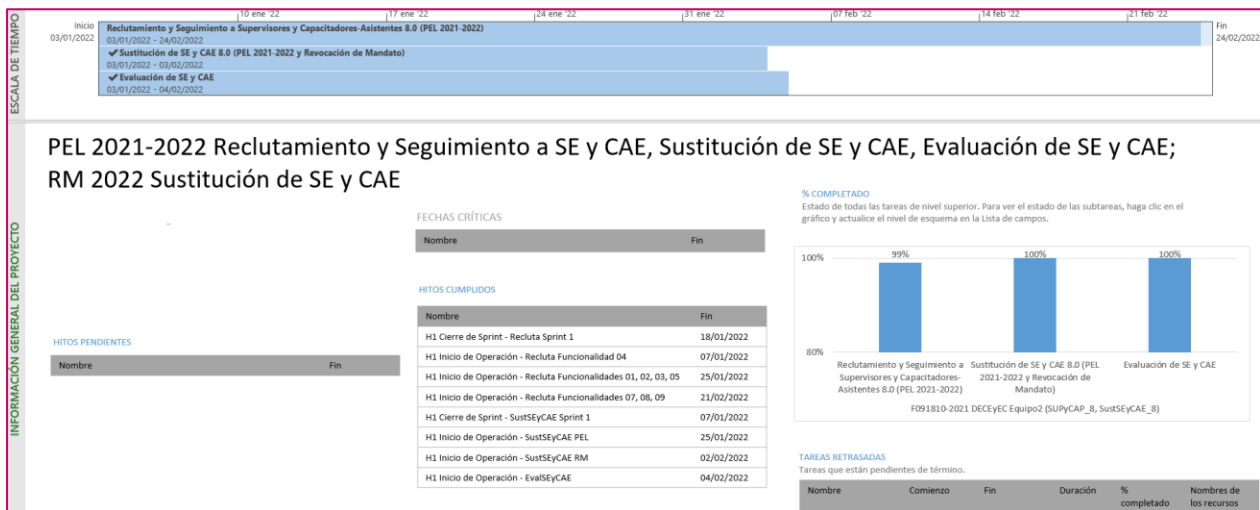 ESCALA DE TIEMPO
10 ene '22
17 ene '22
24 ene '22
31 ene '22
07 feb '22
14 feb '22
21 feb '22
Inicio
03/01/2022
Reclutamiento y Seguimiento a Supervisores y Capacitadores-Asistentes 8.0 (PEL 2021-2022)
03/01/2022 - 24/02/2022
✔ Sustitución de SE y CAE 8.0 (PEL 2021-2022 y Revocación de Mandato)
03/01/2022 - 03/02/2022
✔ Evaluación de SE y CAE
03/01/2022 - 04/02/2022
Fin
24/02/2022
INFORMACIÓN GENERAL DEL PROYECTO
PEL 2021-2022 Reclutamiento y Seguimiento a SE y CAE, Sustitución de SE y CAE, Evaluación de SE y CAE;
RM 2022 Sustitución de SE y CAE
HITOS PENDIENTES
Nombre Fin
FECHAS CRÍTICAS
Nombre Fin
HITOS CUMPLIDOS
Nombre Fin
H1 Cierre de Sprint - Recluta Sprint 1 18/01/2022
H1 Inicio de Operación - Recluta Funcionalidad 04 07/01/2022
H1 Inicio de Operación - Recluta Funcionalidades 01, 02, 03, 05 25/01/2022
H1 Inicio de Operación - Recluta Funcionalidades 07, 08, 09 21/02/2022
H1 Cierre de Sprint - SustSEyCAE Sprint 1 07/01/2022
H1 Inicio de Operación - SustSEyCAE PEL 25/01/2022
H1 Inicio de Operación - SustSEyCAE RM 02/02/2022
H1 Inicio de Operación - EvalSEyCAE 04/02/2022
% COMPLETADO
Estado de todas las tareas de nivel superior. Para ver el estado de las subtareas, haga clic en el
gráfico y actualice el nivel de esquema en la Lista de campos.
100%
99%
100%
100%
80%
Reclutamiento y Seguimiento a
Supervisores y Capacitadores-
Asistentes 8.0 (PEL 2021-2022)
Sustitución de SE y CAE 8.0 (PEL
2021-2022 y Revocación de
Mandato)
Evaluación de SE y CAE
F091810-2021 DECEyEC Equipo2 (SUPyCAP_8, SustSEyCAE_8)
TAREAS RETRASADAS
Tareas que están pendientes de término.
Nombre Comienzo Fin Duración % completado Nombres de los recursos